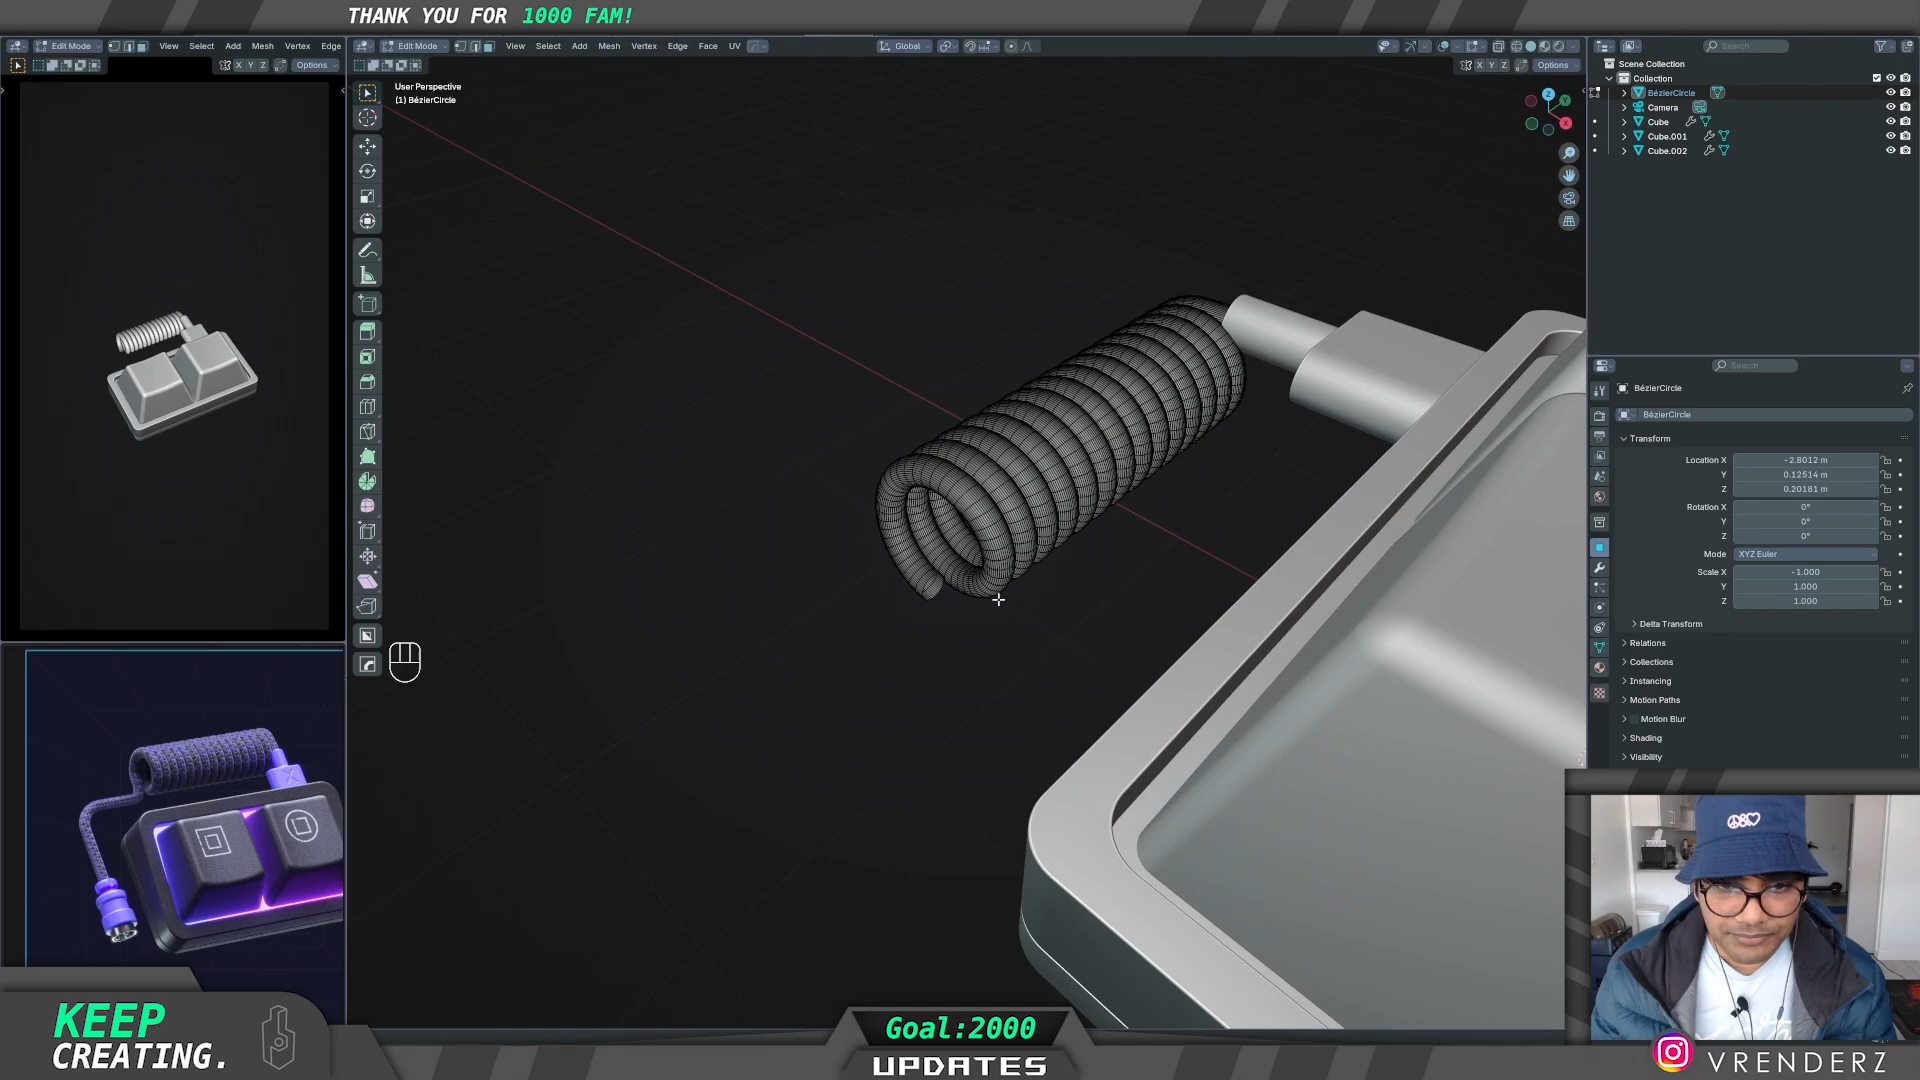 THANK YOU FOR 1000 FAM!
Edit Mode View Select Add Mesh Vertex Edge
Edit Mode View Select Add Mesh Vertex Edge Face UV
Global
Search
X Y Z Options
X Y Z Options
User Perspective
(1) BézierCircle
Z
Y
X
Scene Collection
Collection
BézierCircle
Camera
Cube
Cube.001
Cube.002
Search
BézierCircle
BézierCircle
Transform
Location X -2.8012 m
Y 0.12514 m
Z 0.20181 m
Rotation X 0°
Y 0°
Z 0°
Mode XYZ Euler
Scale X -1.000
Y 1.000
Z 1.000
Delta Transform
Relations
Collections
Instancing
Motion Paths
Motion Blur
Shading
Visibility
X
KEEP
CREATING.
Goal:2000
UPDATES
VRENDERZ